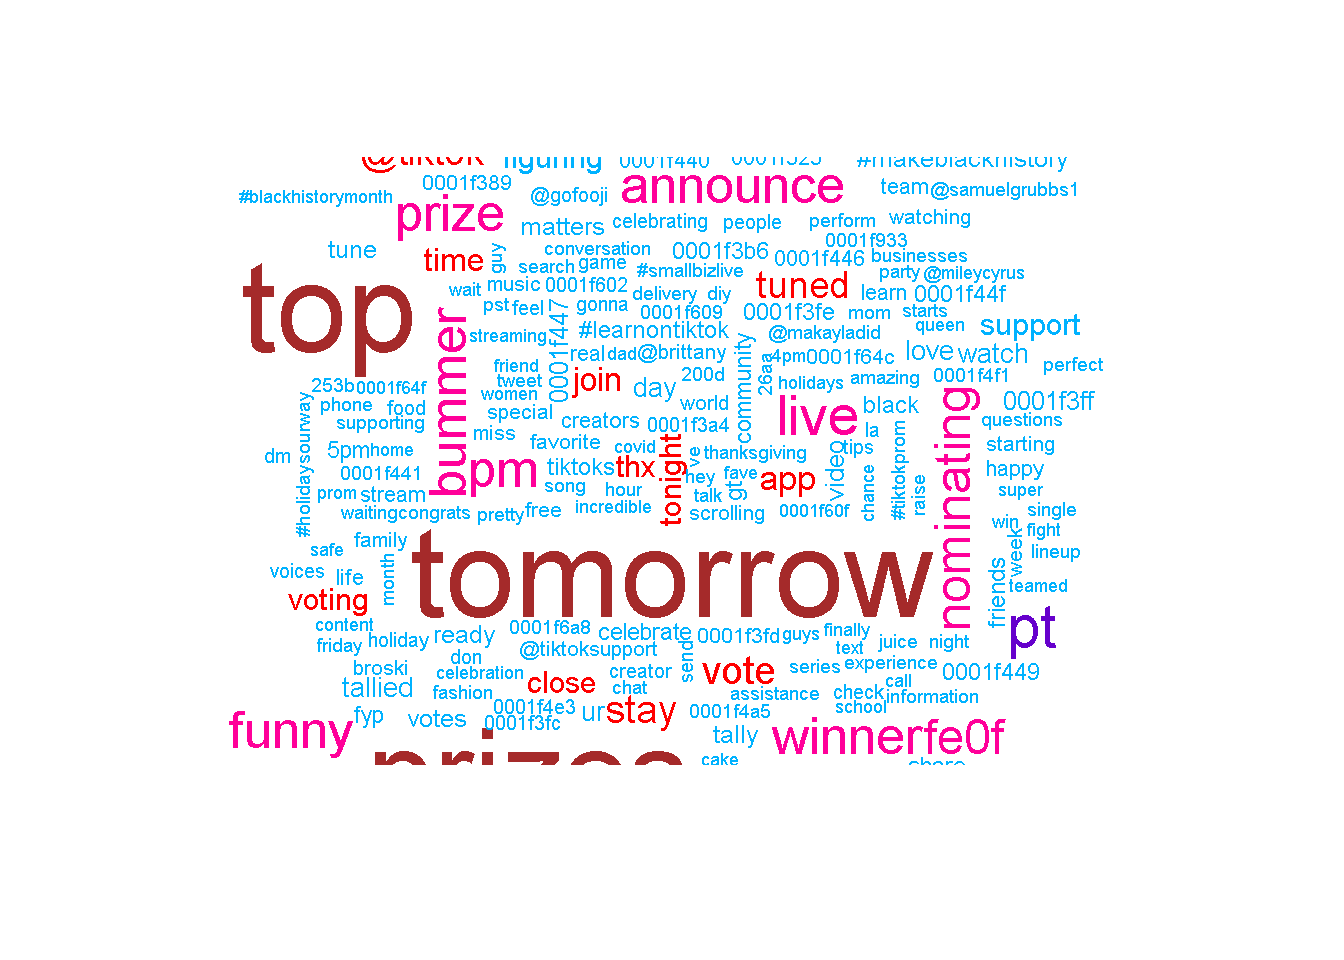 @tiktok figuring 0001f440 0001f525 #makeblackhistory
#blackhistorymonth 0001f389 @gofooji announce team @samuelgrubbs1
prize matters celebrating people perform watching
tune time guy conversation 0001f3b6 0001f446 0001f933 businesses
search game #smallbizlive tuned party @mileycyrus
top wait music 0001f602 delivery diy learn 0001f44f
pst feel 0001f447 gonna 0001f609 0001f3fe mom starts
bummer streaming #learnontiktok @makayladid queen support
friend real dad @brittany community 26aa 4pm 0001f64c love watch perfect
253b 0001f64f tweet join day 200d holidays amazing 0001f4f1
#holidaysourway phone food women special creators world live black nominating 0001f3ff
supporting miss favorite 0001f3a4 la questions
dm 5pm home pm covid tonight ve thanksgiving video tips starting
0001f441 tiktoks thx hey fave app chance #tiktokprom raise happy
prom stream song hour talk gt super
waiting congrats pretty free incredible scrolling 0001f60f single
safe family tomorrow win week fight lineup
voices life month friends teamed
voting
content 0001f6a8 celebrate 0001f3fd guys finally pt
friday holiday ready @tiktoksupport send text juice night
broski don celebration creator vote series experience 0001f449
tallied fashion close chat assistance check call information
funny fyp votes 0001f4e3 ur stay 0001f4a5 school
0001f3fc tally winnerfe0f
prizes cake share